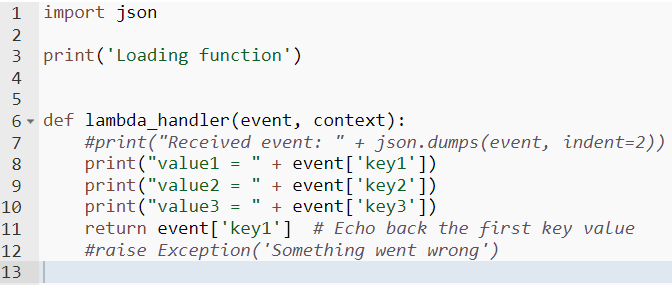 1 import json
2
3 print('Loading function')
4
5
6 def lambda_handler(event, context):
7     #print("Received event: " + json.dumps(event, indent=2))
8     print("value1 = " + event['key1'])
9     print("value2 = " + event['key2'])
10     print("value3 = " + event['key3'])
11     return event['key1']  # Echo back the first key value
12     #raise Exception('Something went wrong')
13